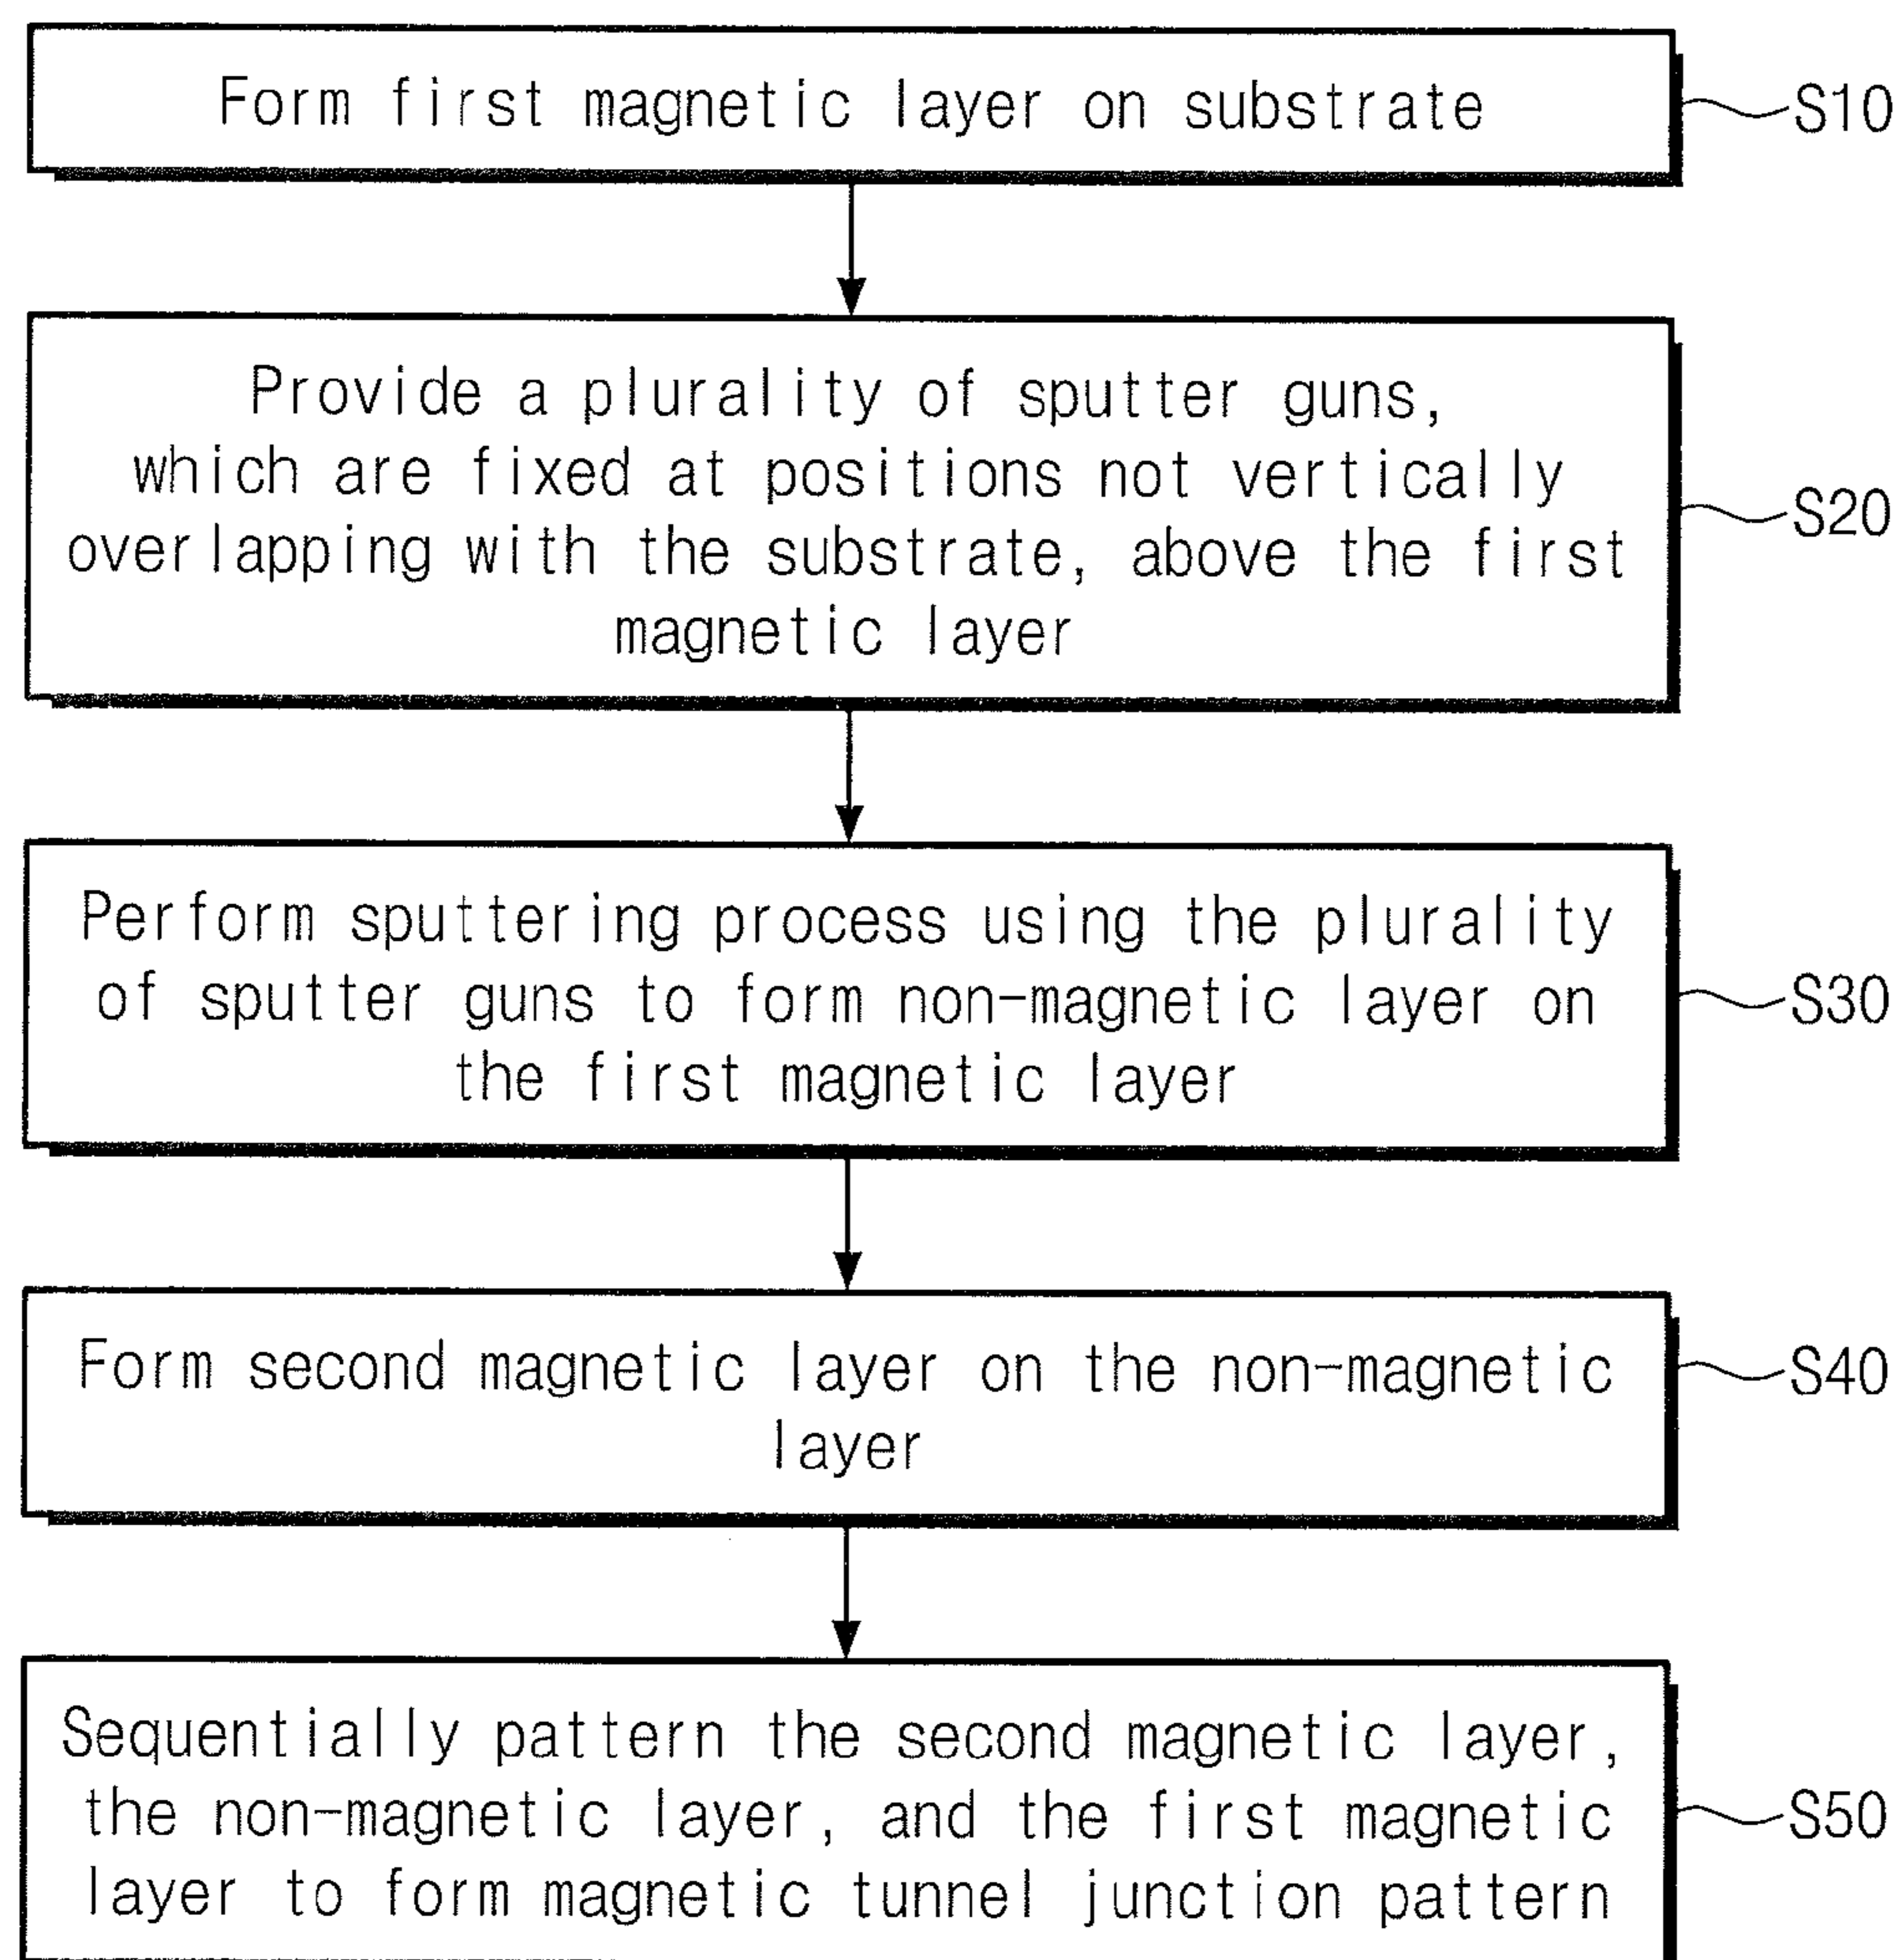 Form first magnetic layer on substrate
S10
Provide a plurality of sputter guns,
which are fixed at positions not vertically
overlapping with the substrate, above the first
magnetic layer
S20
Perform sputtering process using the plurality
of sputter guns to form non-magnetic layer on
the first magnetic layer
S30
Form second magnetic layer on the non-magnetic
layer
S40
Sequentially pattern the second magnetic layer,
the non-magnetic layer, and the first magnetic
layer to form magnetic tunnel junction pattern
S50